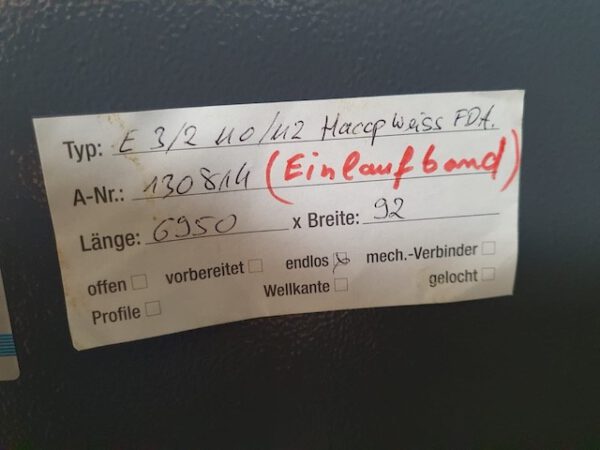 Typ: E 3/2 U0/U2 Haccp Weiss FDA.
A-Nr.: 130814 (Einlaufband)
Länge: 6950 x Breite: 92
offen ☐ vorbereitet ☐ endlos ☒ mech.-Verbinder ☐
Profile ☐ Wellkante ☐ gelocht ☐